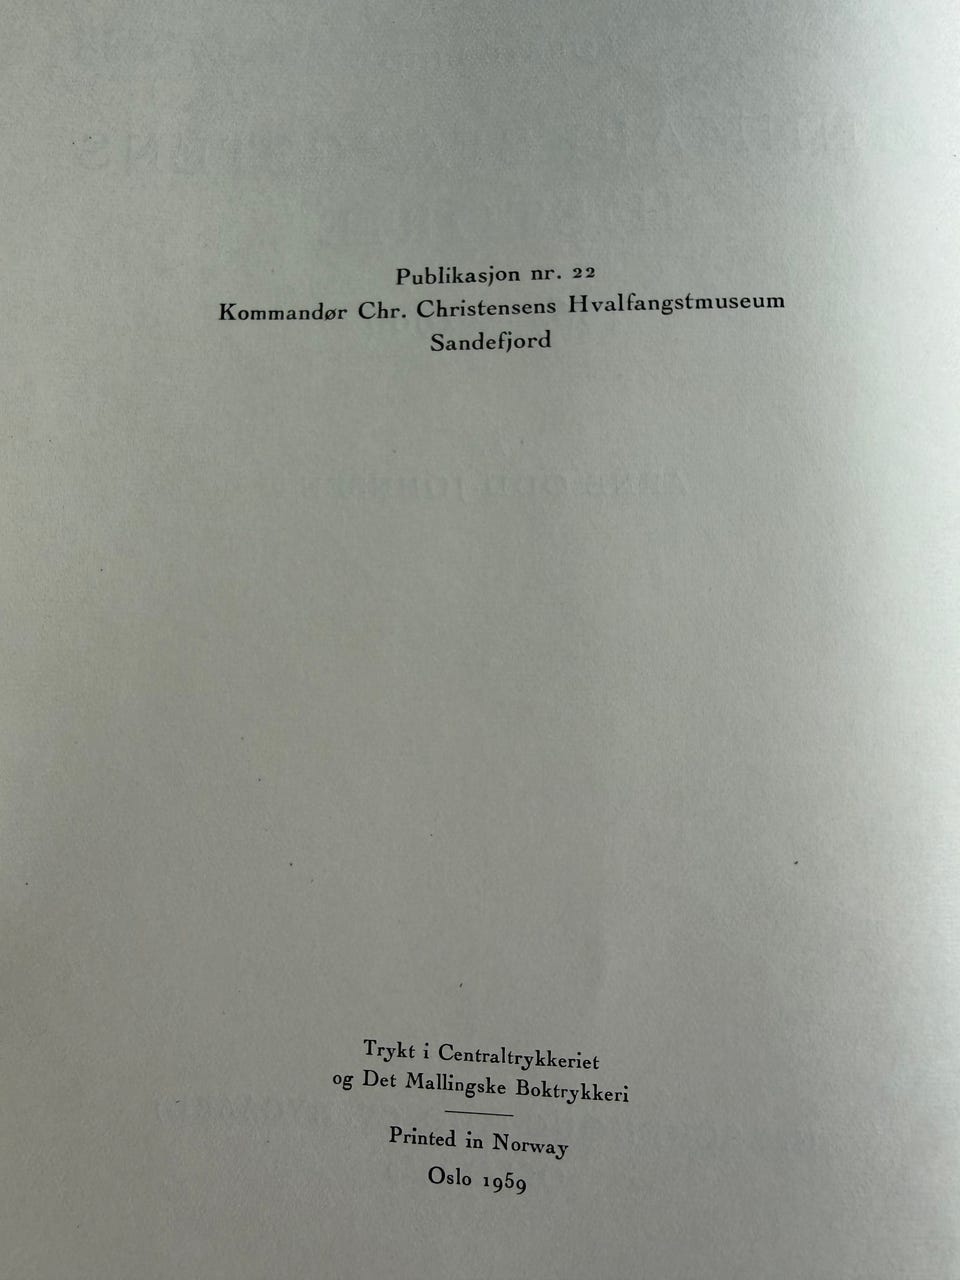 Publikasjon nr. 22
Kommandør Chr. Christensens Hvalfangstmuseum
Sandefjord
Trykt i Centraltrykkeriet
og Det Mallingske Boktrykkeri
Printed in Norway
Oslo 1959